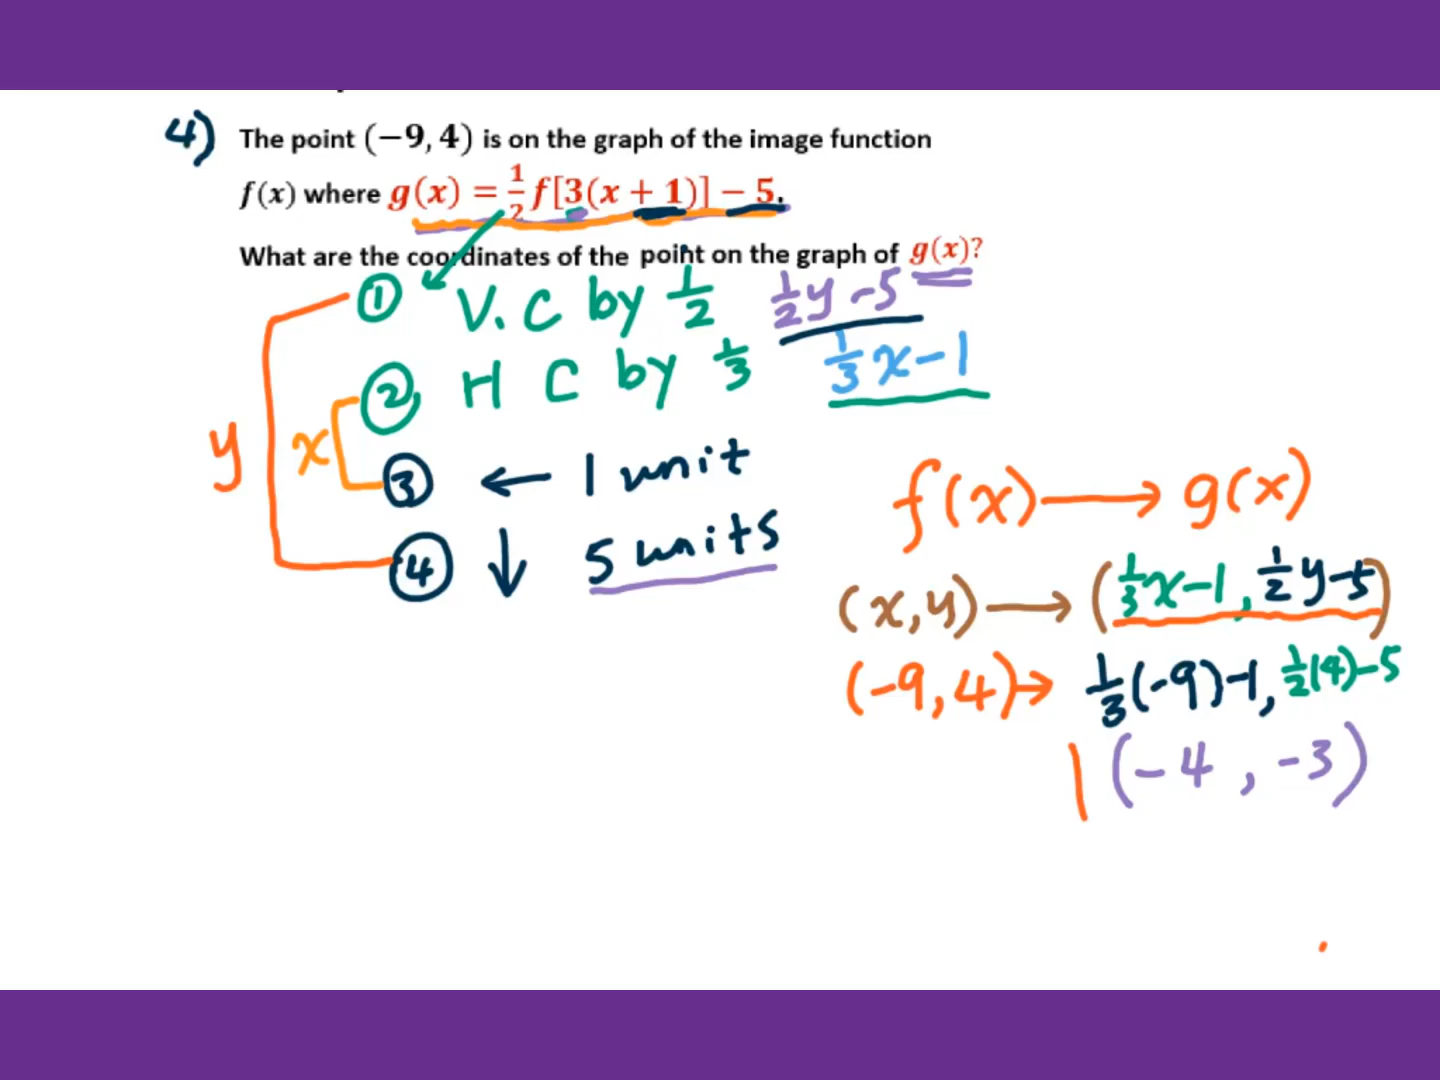 4) The point (−9, 4) is on the graph of the image function
f(x) where g(x) = 1/2 f[3(x + 1)] − 5.
What are the coordinates of the point on the graph of g(x)?
① V. C by 1/2 1/2y − 5
② H C by 1/3 1/3x − 1
y x
③ ← 1 unit
④ ↓ 5 units
f(x) → g(x)
(x, y) → (1/3x − 1, 1/2y − 5)
(−9, 4) → 1/3(−9) − 1, 1/2(4) − 5
(−4, −3)